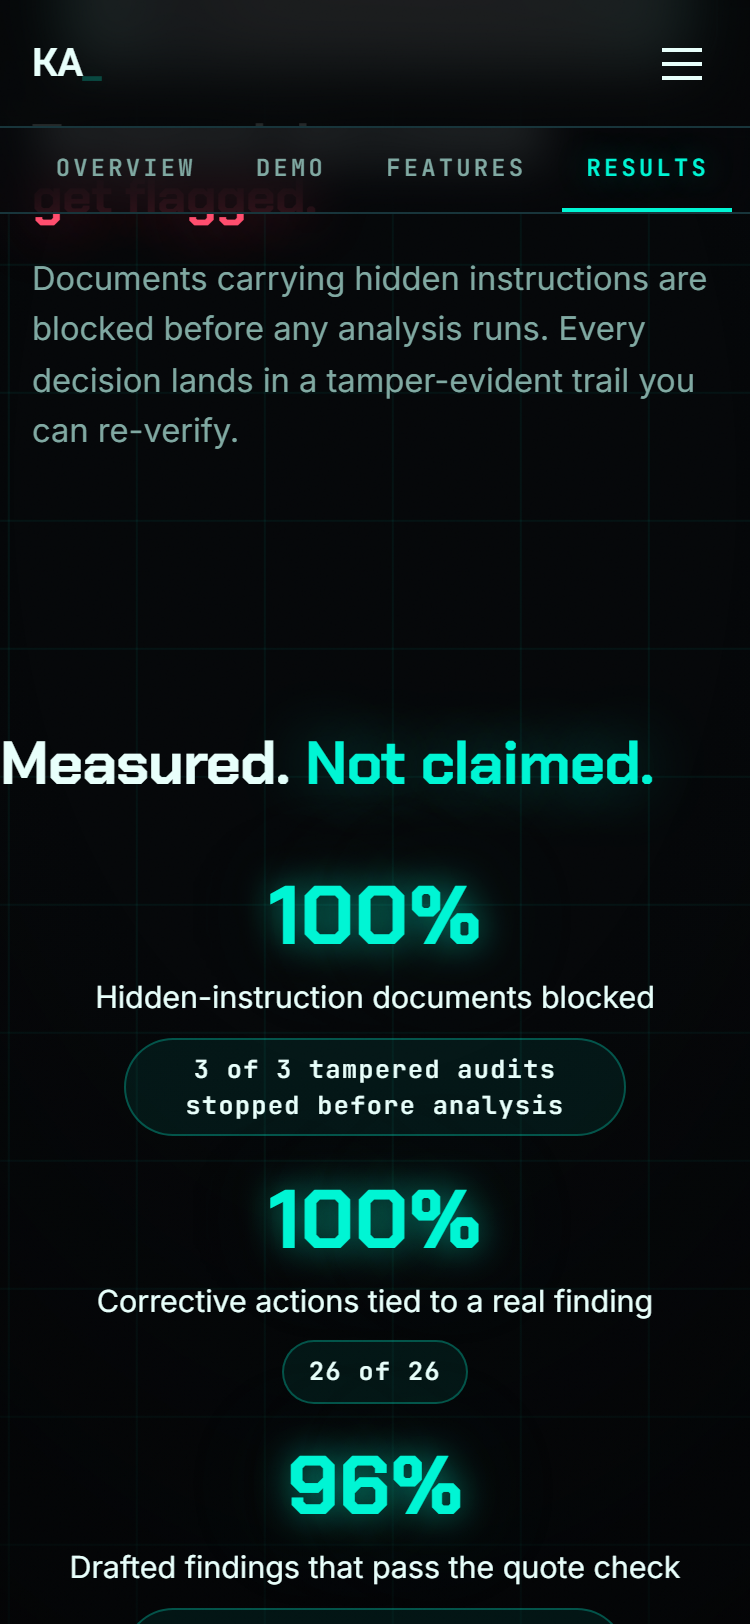 KA_
OVERVIEW DEMO FEATURES RESULTS
get flagged.
Documents carrying hidden instructions are
blocked before any analysis runs. Every
decision lands in a tamper-evident trail you
can re-verify.
Measured. Not claimed.
100%
Hidden-instruction documents blocked
3 of 3 tampered audits
stopped before analysis
100%
Corrective actions tied to a real finding
26 of 26
96%
Drafted findings that pass the quote check